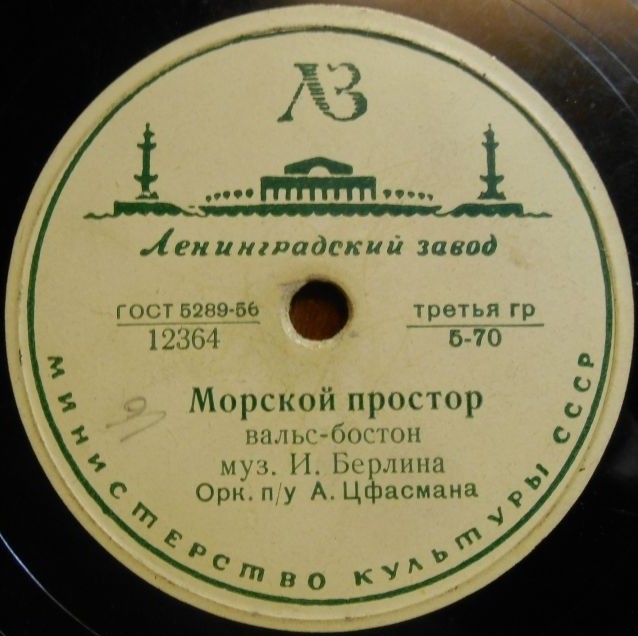 ЛЗ
Ленинградский завод
ГОСТ 5289-56
12364
третья гр
5-70
Морской простор
вальс-бостон
муз. И. Берлина
Орк. п/у А. Цфасмана
МИНИСТЕРСТВО КУЛЬТУРЫ СССР